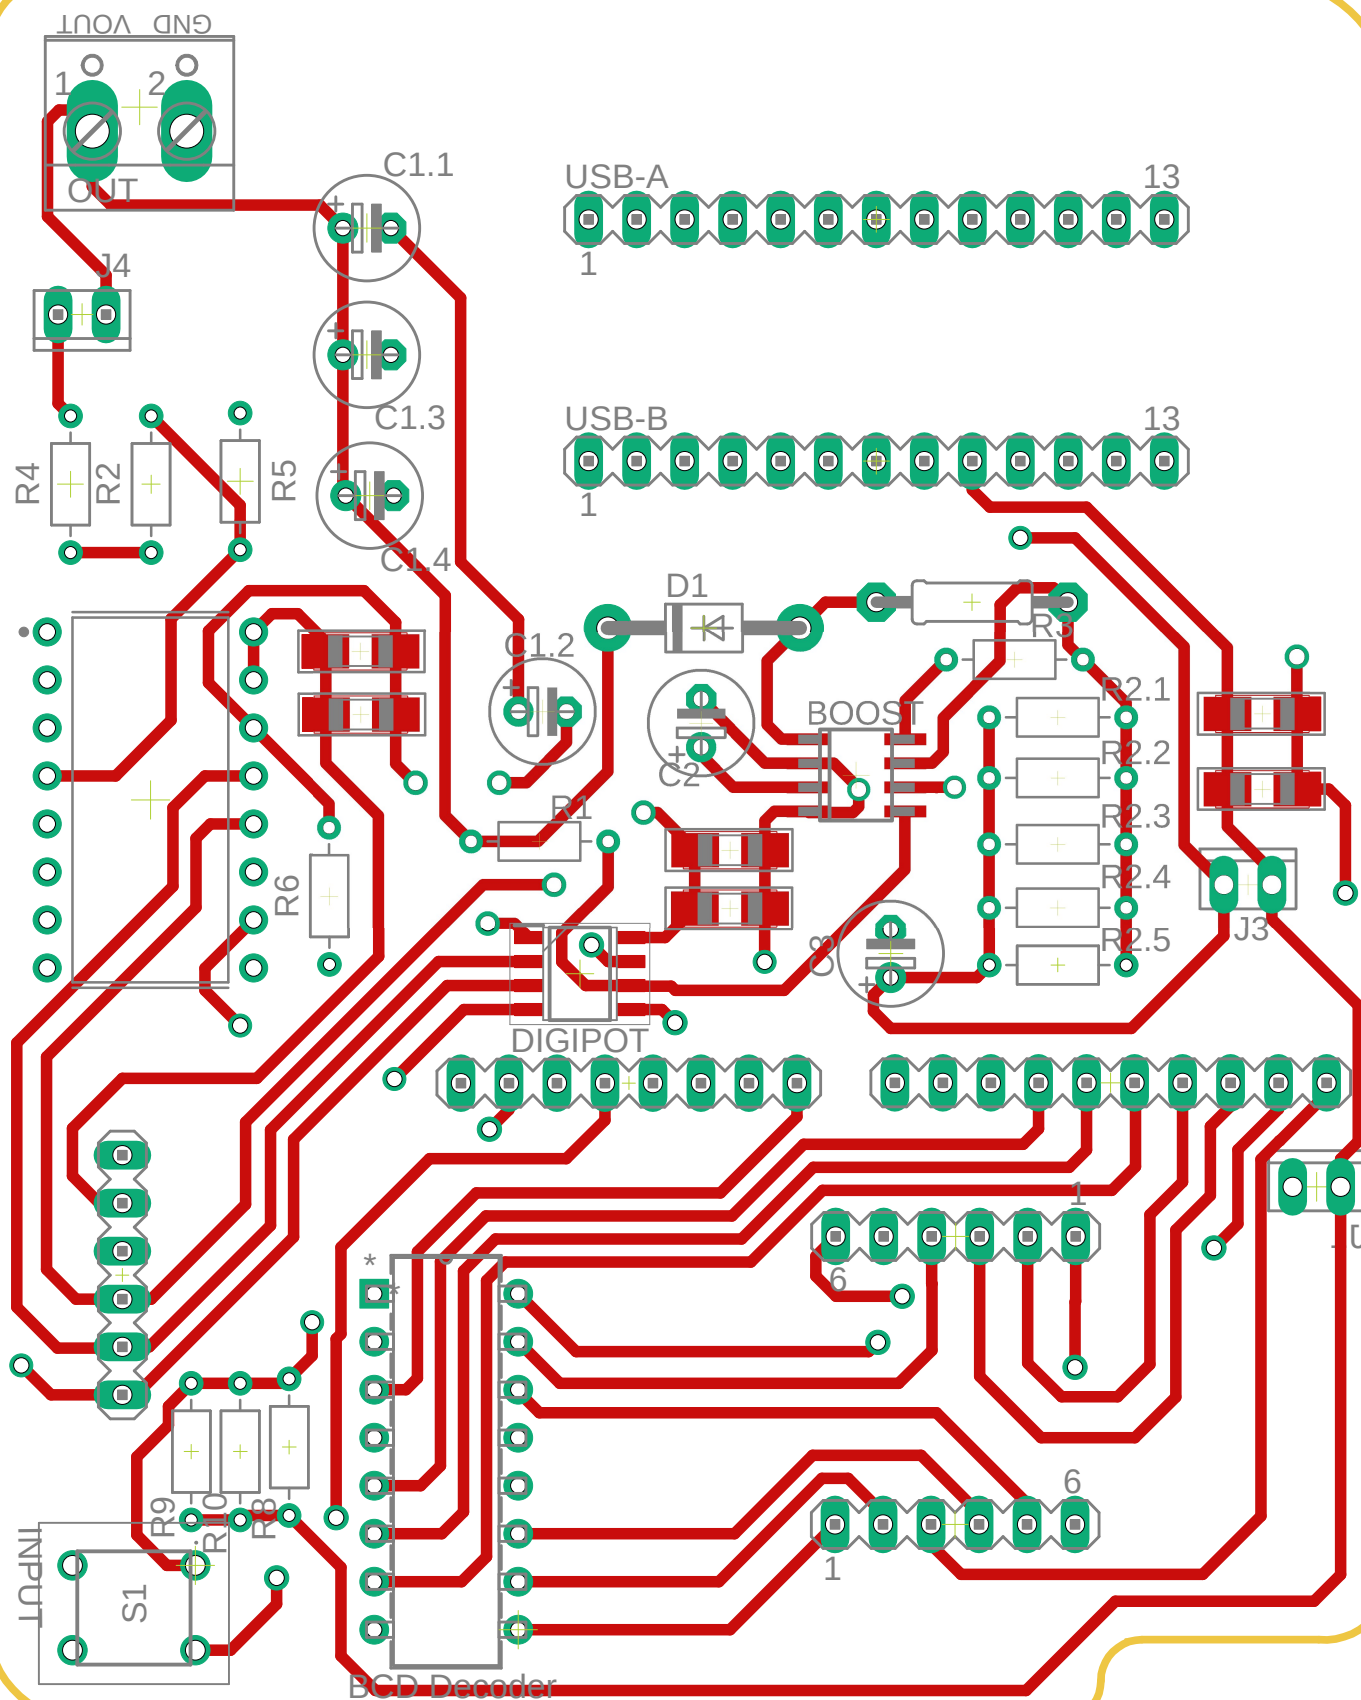 VOUT GND
1 2
OUT
C1.1
USB-A 13
1
J4
C1.3
USB-B 13
1
R4
R2
R5
C1.4
D1
C1.2
R3
R2.1
BOOST
R2.2
C2
R1
R2.3
R6
R2.4
J3
R2.5
DIGIPOT
1
*
*
6
6
R9
R10
R8
1
INPUT
S1
BCD Decoder